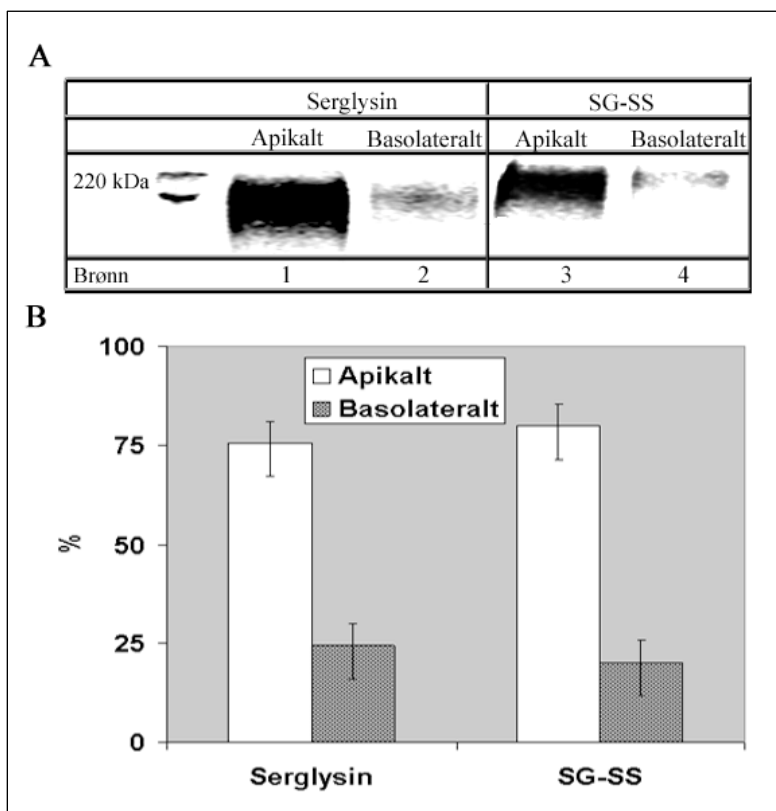 A
Serglysin SG-SS
Apikalt Basolateralt Apikalt Basolateralt
220 kDa
Brønn 1 2 3 4
B
100
75
50
25
0
%
Apikalt
Basolateralt
Serglysin SG-SS